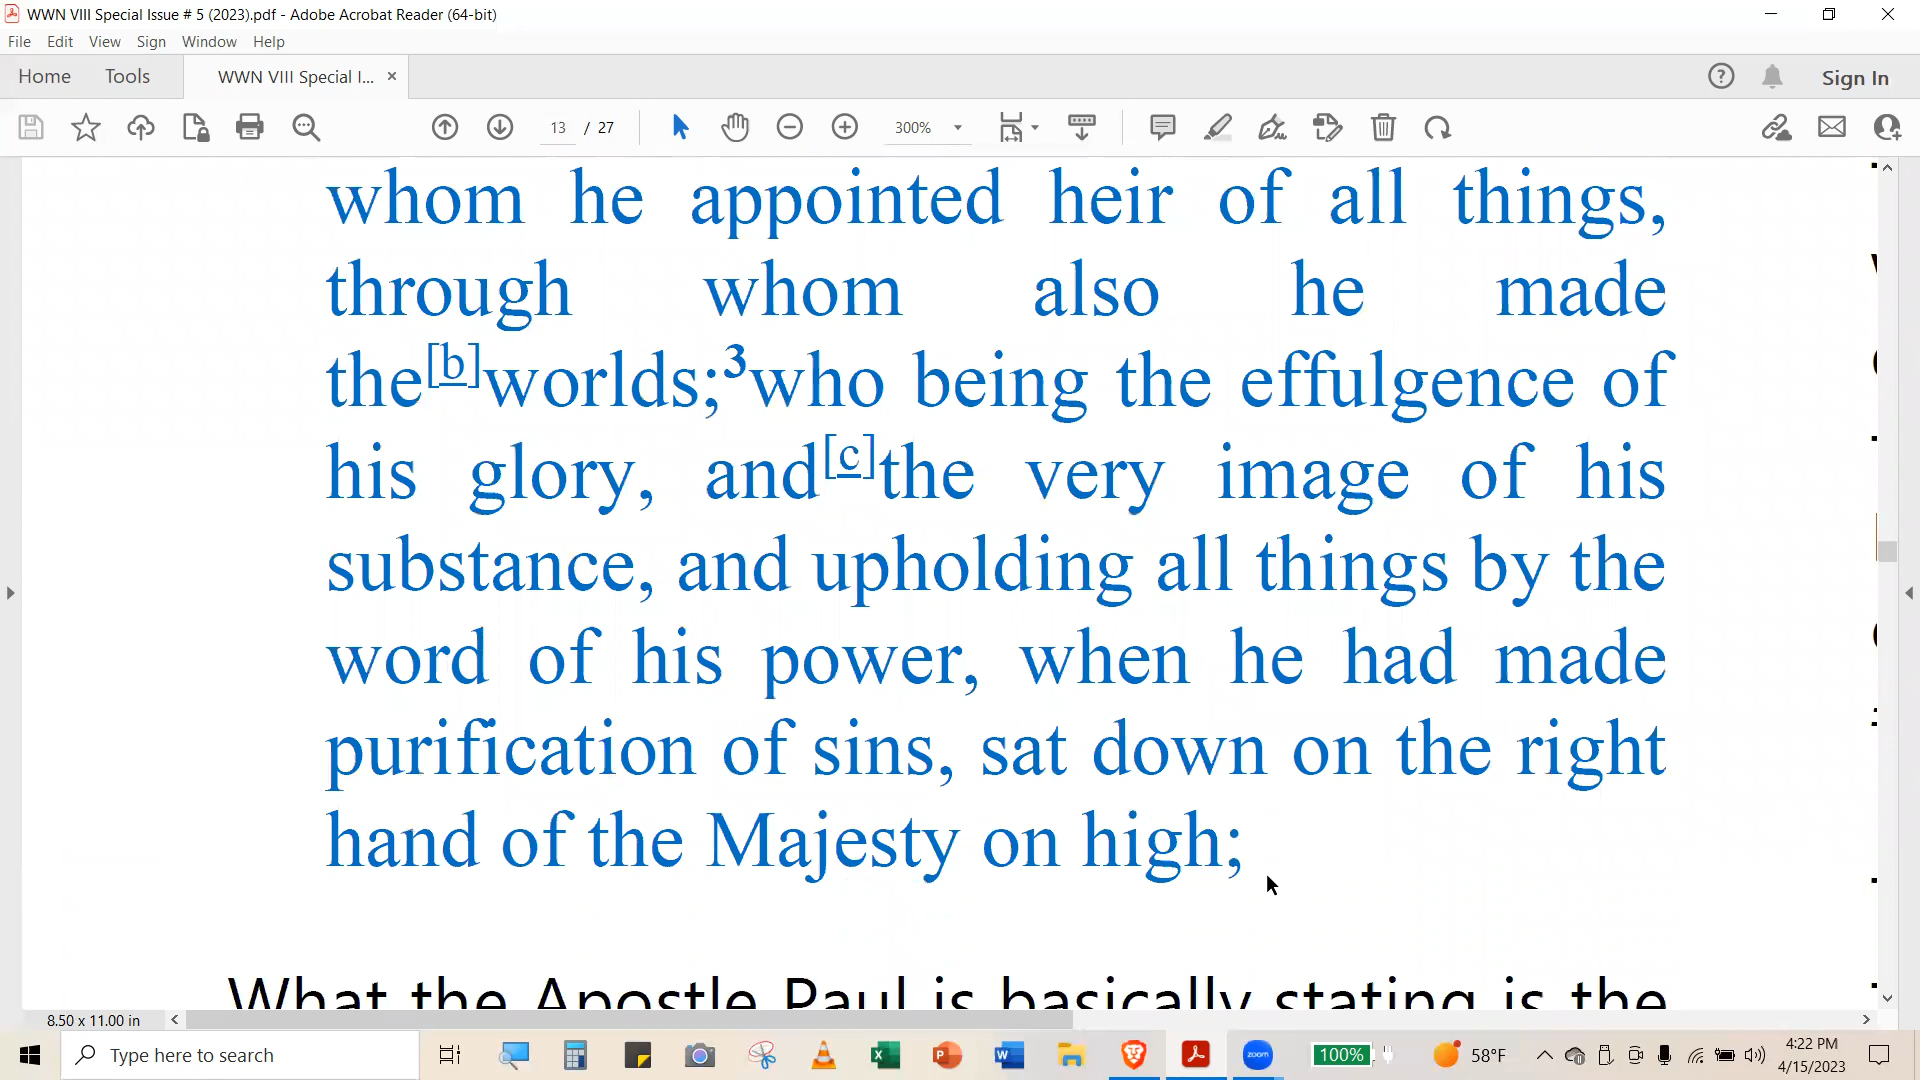 WWN VIII Special Issue # 5 (2023).pdf - Adobe Acrobat Reader (64-bit)
File Edit View Sign Window Help
Home Tools WWN VIII Special I... × Sign In
13 / 27 300%
whom he appointed heir of all things,
through whom also he made
the[b]worlds;3who being the effulgence of
his glory, and[c]the very image of his
substance, and upholding all things by the
word of his power, when he had made
purification of sins, sat down on the right
hand of the Majesty on high;
What the Apostle Paul is basically stating is the
8.50 x 11.00 in
Type here to search zoom 100% 58°F 4:22 PM
4/15/2023